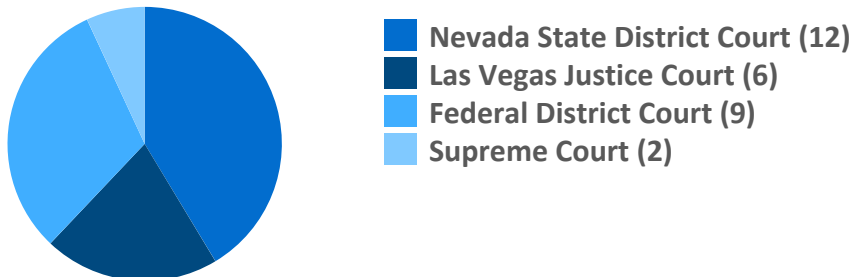 Nevada State District Court (12)
Las Vegas Justice Court (6)
Federal District Court (9)
Supreme Court (2)